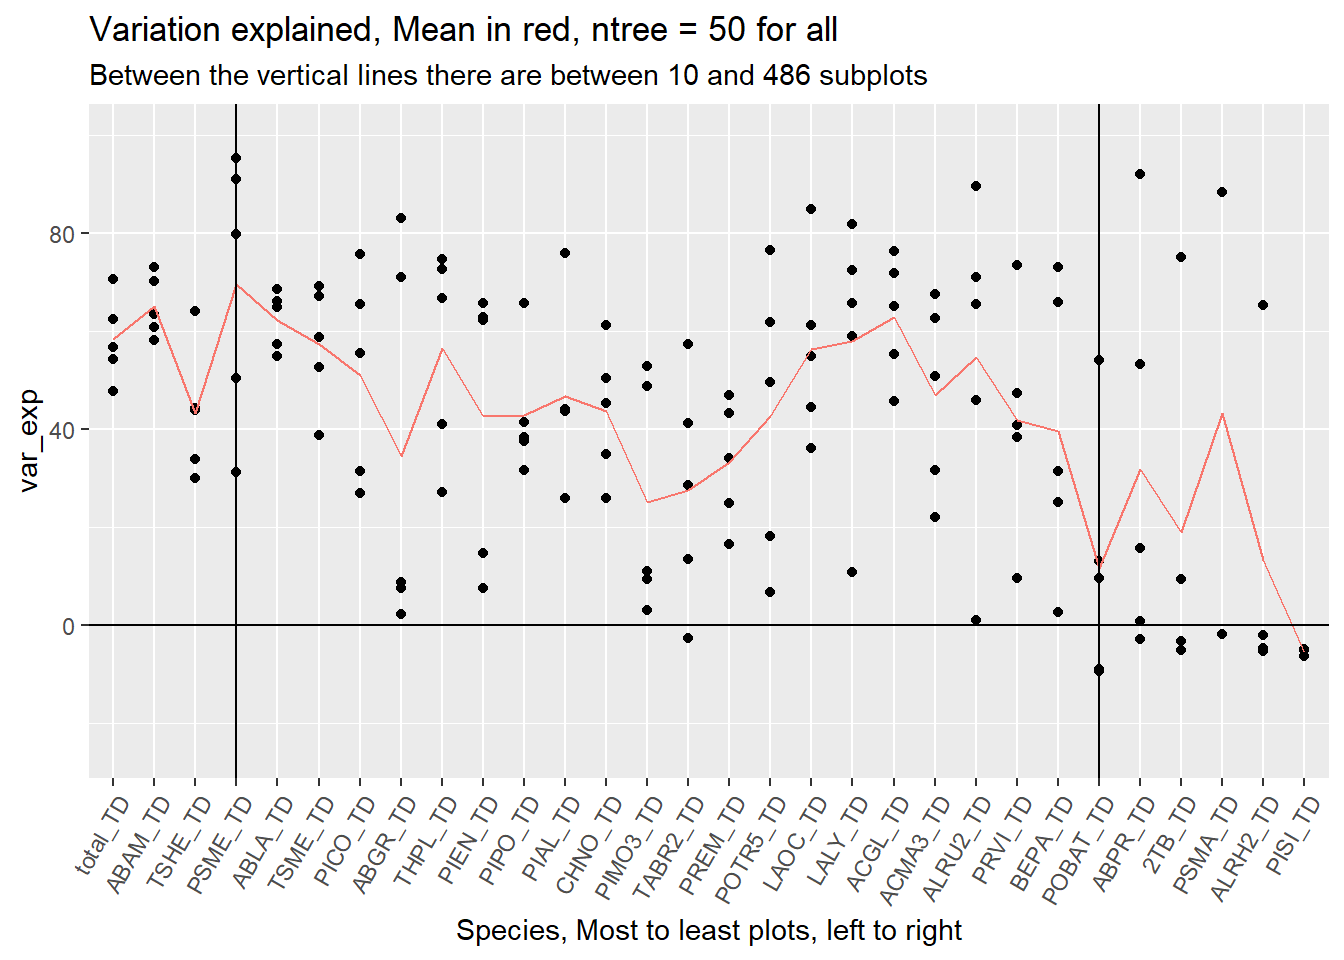 Variation explained, Mean in red, ntree = 50 for all
Between the vertical lines there are between 10 and 486 subplots
var_exp
80
40
0
total_TD
ABAM_TD
TSHE_TD
PSME_TD
ABLA_TD
TSME_TD
PICO_TD
ABGR_TD
THPL_TD
PIEN_TD
PIPO_TD
PIAL_TD
CHNO_TD
PIMO3_TD
TABR2_TD
PREM_TD
POTR5_TD
LAOC_TD
LALY_TD
ACGL_TD
ACMA3_TD
ALRU2_TD
PRVI_TD
BEPA_TD
POBAT_TD
ABPR_TD
2TB_TD
PSMA_TD
ALRH2_TD
PISI_TD
Species, Most to least plots, left to right